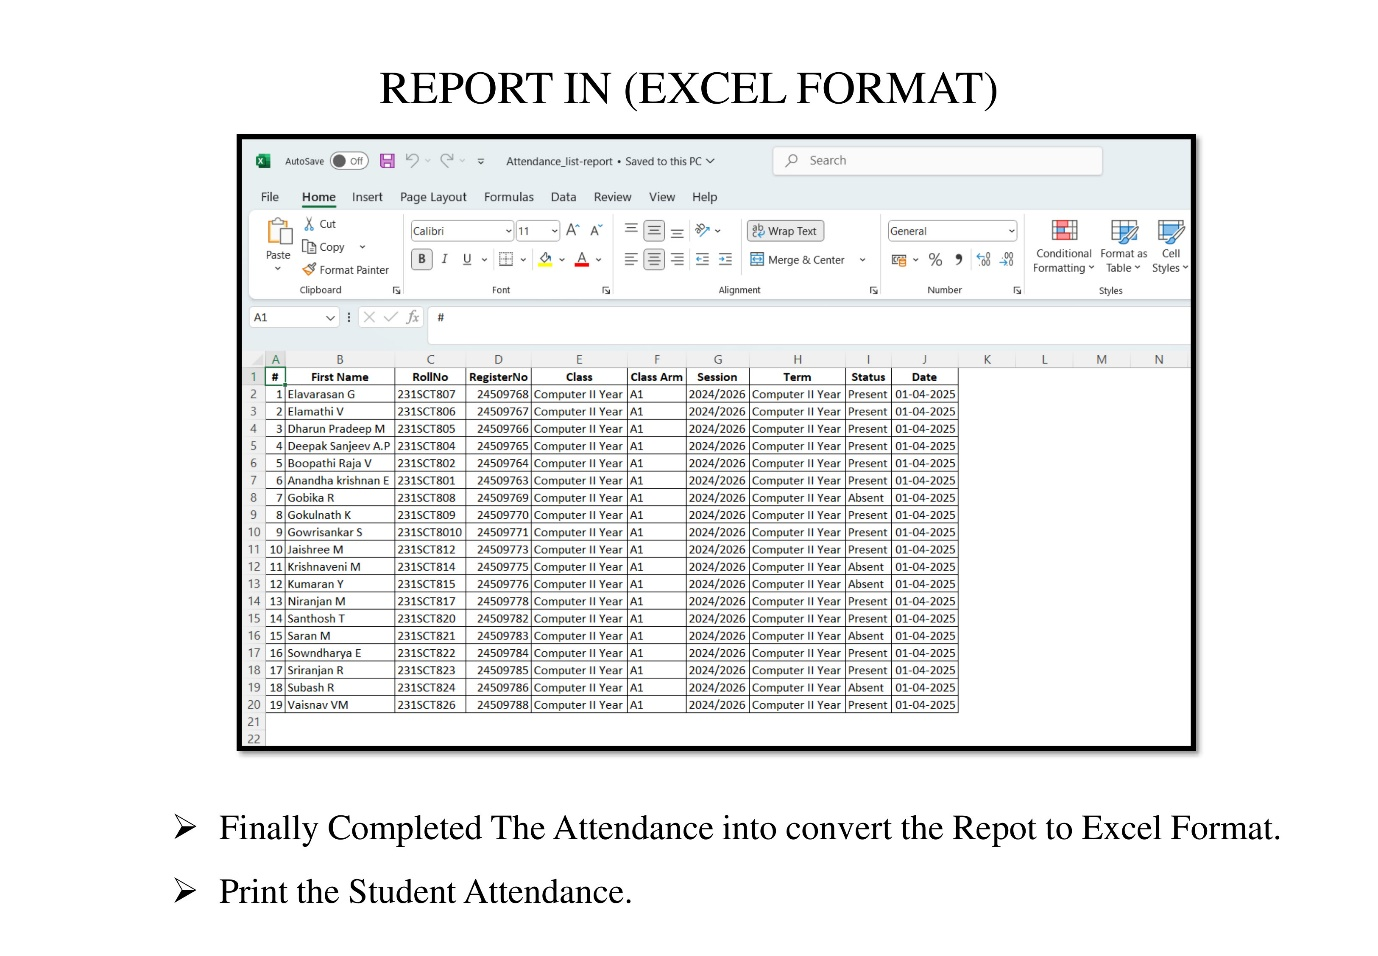 REPORT IN (EXCEL FORMAT)
AutoSave Off Attendance_list-report • Saved to this PC Search
File Home Insert Page Layout Formulas Data Review View Help
Paste Cut Copy Format Painter Clipboard
Calibri 11 B I U A Font
Wrap Text Merge & Center Alignment
General % Number
Conditional Formatting Format as Table Cell Styles Styles
A1 fx #
A B C D E F G H I J K L M N
1 # First Name RollNo RegisterNo Class Class Arm Session Term Status Date
2 1 Elavarasan G 231SCT807 24509768 Computer II Year A1 2024/2026 Computer II Year Present 01-04-2025
3 2 Elamathi V 231SCT806 24509767 Computer II Year A1 2024/2026 Computer II Year Present 01-04-2025
4 3 Dharun Pradeep M 231SCT805 24509766 Computer II Year A1 2024/2026 Computer II Year Present 01-04-2025
5 4 Deepak Sanjeev A.P 231SCT804 24509765 Computer II Year A1 2024/2026 Computer II Year Present 01-04-2025
6 5 Boopathi Raja V 231SCT802 24509764 Computer II Year A1 2024/2026 Computer II Year Present 01-04-2025
7 6 Anandha krishnan E 231SCT801 24509763 Computer II Year A1 2024/2026 Computer II Year Present 01-04-2025
8 7 Gobika R 231SCT808 24509769 Computer II Year A1 2024/2026 Computer II Year Absent 01-04-2025
9 8 Gokulnath K 231SCT809 24509770 Computer II Year A1 2024/2026 Computer II Year Present 01-04-2025
10 9 Gowrisankar S 231SCT8010 24509771 Computer II Year A1 2024/2026 Computer II Year Present 01-04-2025
11 10 Jaishree M 231SCT812 24509773 Computer II Year A1 2024/2026 Computer II Year Present 01-04-2025
12 11 Krishnaveni M 231SCT814 24509775 Computer II Year A1 2024/2026 Computer II Year Absent 01-04-2025
13 12 Kumaran Y 231SCT815 24509776 Computer II Year A1 2024/2026 Computer II Year Absent 01-04-2025
14 13 Niranjan M 231SCT817 24509778 Computer II Year A1 2024/2026 Computer II Year Present 01-04-2025
15 14 Santhosh T 231SCT820 24509782 Computer II Year A1 2024/2026 Computer II Year Present 01-04-2025
16 15 Saran M 231SCT821 24509783 Computer II Year A1 2024/2026 Computer II Year Absent 01-04-2025
17 16 Sowndharya E 231SCT822 24509784 Computer II Year A1 2024/2026 Computer II Year Present 01-04-2025
18 17 Sriranjan R 231SCT823 24509785 Computer II Year A1 2024/2026 Computer II Year Present 01-04-2025
19 18 Subash R 231SCT824 24509786 Computer II Year A1 2024/2026 Computer II Year Absent 01-04-2025
20 19 Vaisnav VM 231SCT826 24509788 Computer II Year A1 2024/2026 Computer II Year Present 01-04-2025
21
22
➢ Finally Completed The Attendance into convert the Repot to Excel Format.
➢ Print the Student Attendance.